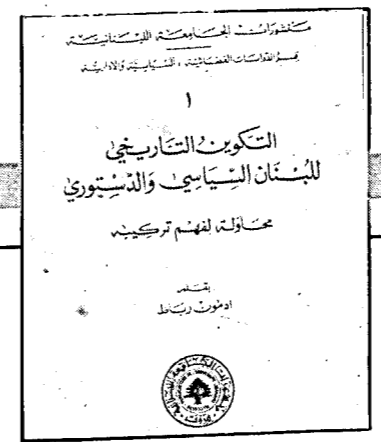 منشورات الجامعة اللبنانية
قسم الدراسات القضائية، السياسية والادارية
١
التكوين التاريخي
للبنان السياسي والدستوري
محاولة لفهم تركيبه
بقلم
ادمون رباط